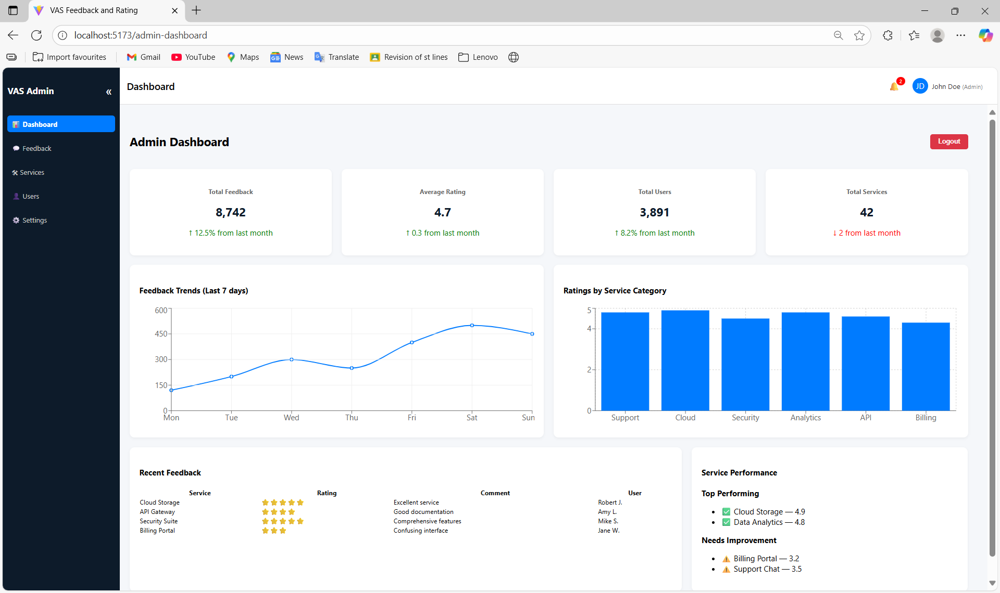 VAS Feedback and Rating
localhost:5173/admin-dashboard
Import favourites
Gmail
YouTube
Maps
News
Translate
Revision of st lines
Lenovo
VAS Admin «
Dashboard
Feedback
Services
Users
Settings
Dashboard
2
JD John Doe (Admin)
Admin Dashboard
Logout
Total Feedback
8,742
↑ 12.5% from last month
Average Rating
4.7
↑ 0.3 from last month
Total Users
3,891
↑ 8.2% from last month
Total Services
42
↓ 2 from last month
Feedback Trends (Last 7 days)
600
450
300
150
0
Mon Tue Wed Thu Fri Sat Sun
Ratings by Service Category
5
4
2
0
Support Cloud Security Analytics API Billing
Recent Feedback
Service Rating Comment User
Cloud Storage ⭐⭐⭐⭐⭐ Excellent service Robert J.
API Gateway ⭐⭐⭐⭐ Good documentation Amy L.
Security Suite ⭐⭐⭐⭐⭐ Comprehensive features Mike S.
Billing Portal ⭐⭐⭐ Confusing interface Jane W.
Service Performance
Top Performing
• ✅ Cloud Storage — 4.9
• ✅ Data Analytics — 4.8
Needs Improvement
• ⚠️ Billing Portal — 3.2
• ⚠️ Support Chat — 3.5